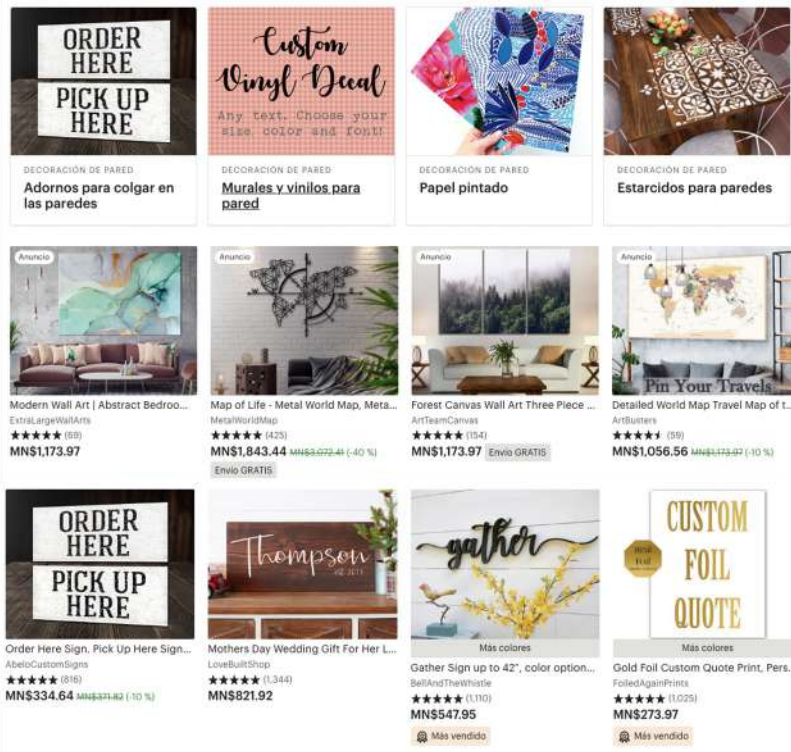 ORDER
HERE
PICK UP
HERE
Custom
Vinyl Decal
Any text. Choose your
size, color and font!
DECORACIÓN DE PARED
Adornos para colgar en
las paredes
DECORACIÓN DE PARED
Murales y vinilos para
pared
DECORACIÓN DE PARED
Papel pintado
DECORACIÓN DE PARED
Estarcidos para paredes
Anuncio
Anuncio
Anuncio
Anuncio
Pin Your Travels
Modern Wall Art | Abstract Bedroo...
ExtraLargeWallArts
(69)
MN$1,173.97
Map of Life - Metal World Map, Meta...
MetalWorldMap
(425)
MN$1,843.44 MN$3,072.41 (-40 %)
Envío GRATIS
Forest Canvas Wall Art Three Piece ...
ArtTeamCanvas
(154)
MN$1,173.97 Envío GRATIS
Detailed World Map Travel Map of t...
ArtBusters
(59)
MN$1,056.56 MN$1,173.97 (-10 %)
ORDER
HERE
PICK UP
HERE
Thompson
gather
CUSTOM
FOIL
QUOTE
Más colores
Más colores
Order Here Sign. Pick Up Here Sign...
AbeloCustomSigns
(816)
MN$334.64 MN$371.82 (-10 %)
Mothers Day Wedding Gift For Her L...
LoveBuiltShop
(1,344)
MN$821.92
Gather Sign up to 42", color option...
BellAndTheWhistle
(1,110)
MN$547.95
Más vendido
Gold Foil Custom Quote Print, Pers.
FoiledAgainPrints
(1,025)
MN$273.97
Más vendido